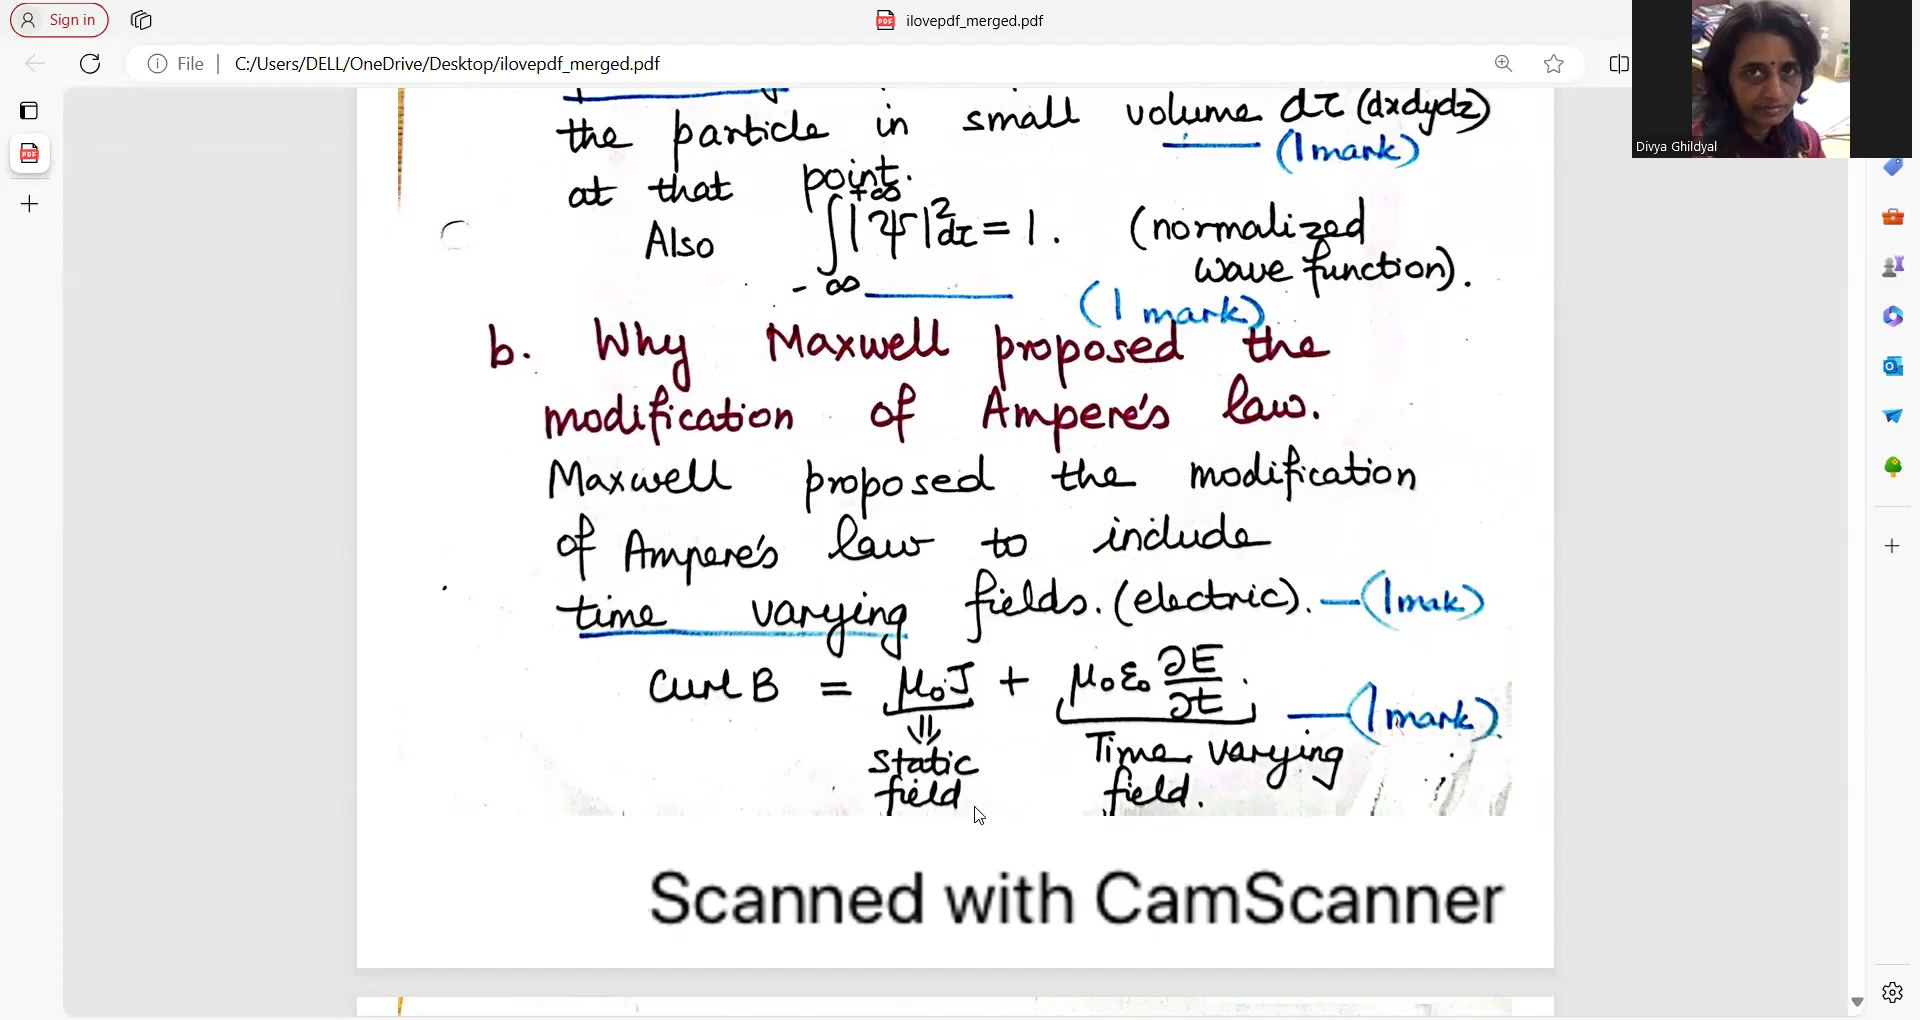 Sign in
ilovepdf_merged.pdf
File
C:/Users/DELL/OneDrive/Desktop/ilovepdf_merged.pdf
Divya Ghildyal
the particle in small volume dτ (dxdydz)
(1 mark)
at that point.
Also ∫ +∞ -∞ |Ψ|² dτ = 1. (normalized
wave function).
(1 mark)
b. Why Maxwell proposed the
modification of Ampere's law.
Maxwell proposed the modification
of Ampere's law to include
time varying fields. (electric). — (1 mak)
Curl B = μ₀J + μ₀ε₀ ∂E/∂t. — (1 mark).
static field
Time varying field.
Scanned with CamScanner